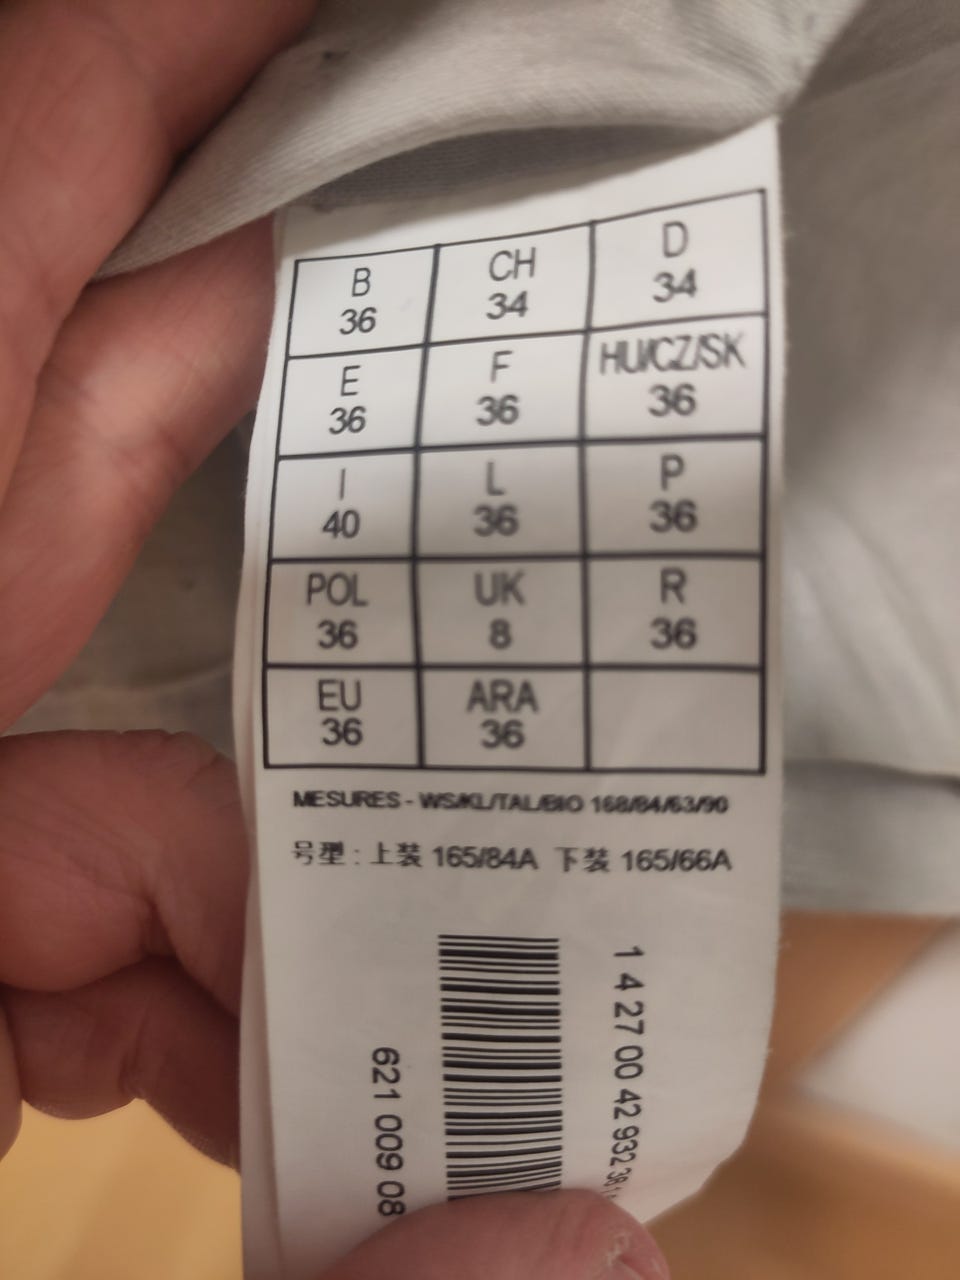 B CH D
36 34 34
E F HU/CZ/SK
36 36 36
I L P
40 36 36
POL UK R
36 8 36
EU ARA
36 36
MESURES - WS/KL/TAL/BIO 168/84/63/90
号型 : 上装 165/84A 下装 165/66A
1 4 27 00 42 932 36
621 009 08